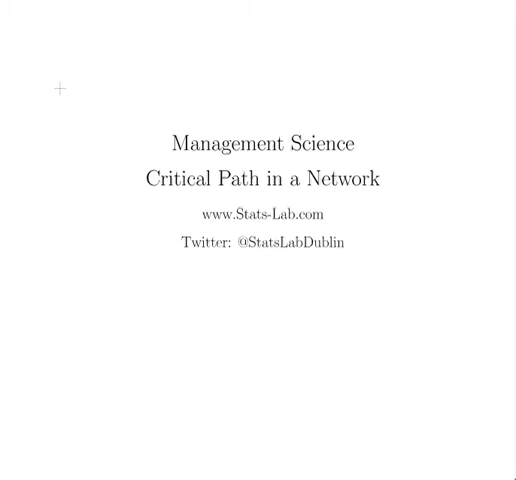 Management Science
Critical Path in a Network
www.Stats-Lab.com
Twitter: @StatsLabDublin